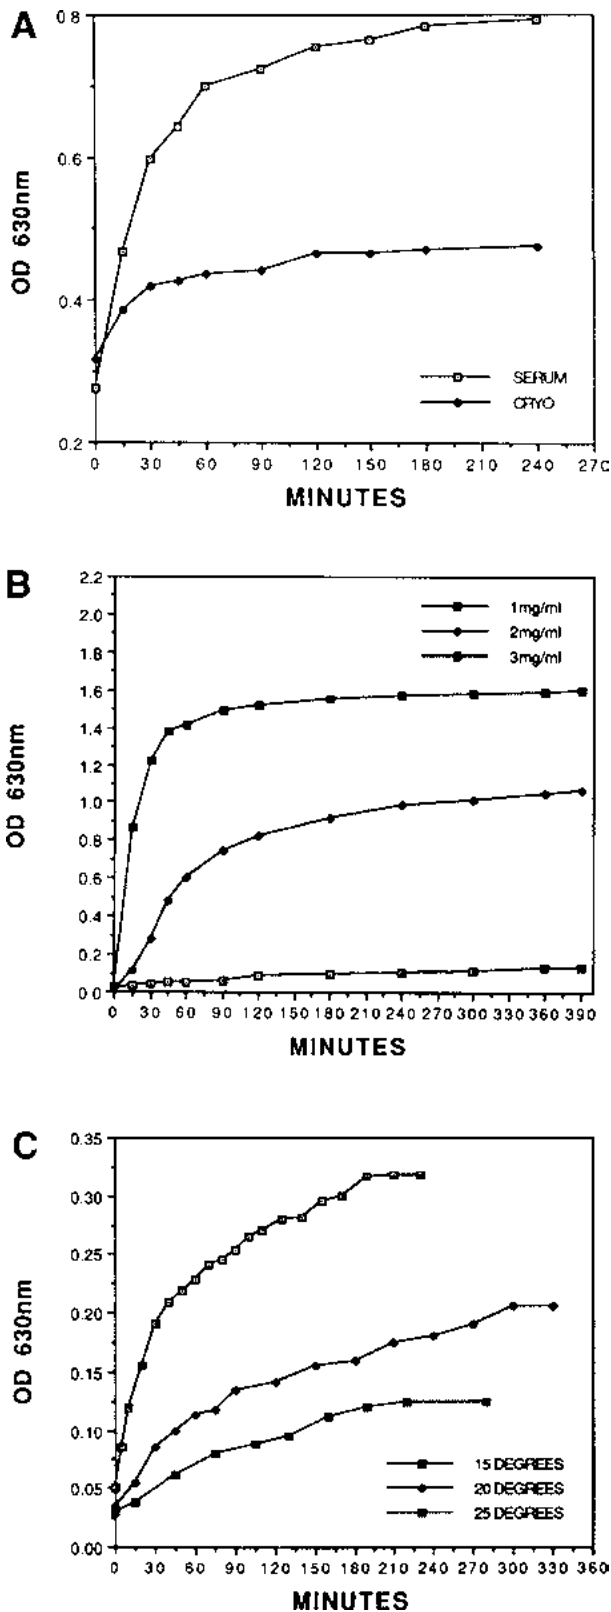 A
0.8
0.6
0.4
0.2
OD 630nm
SERUM
CRYO
0 30 60 90 120 150 180 210 240 270
MINUTES
B
2.2
2.0
1.8
1.6
1.4
1.2
1.0
0.8
0.6
0.4
0.2
0.0
OD 630nm
1mg/ml
2mg/ml
3mg/ml
0 30 60 90 120 150 180 210 240 270 300 330 360 390
MINUTES
C
0.35
0.30
0.25
0.20
0.15
0.10
0.05
0.00
OD 630nm
15 DEGREES
20 DEGREES
25 DEGREES
0 30 60 90 120 150 180 210 240 270 300 330 360
MINUTES